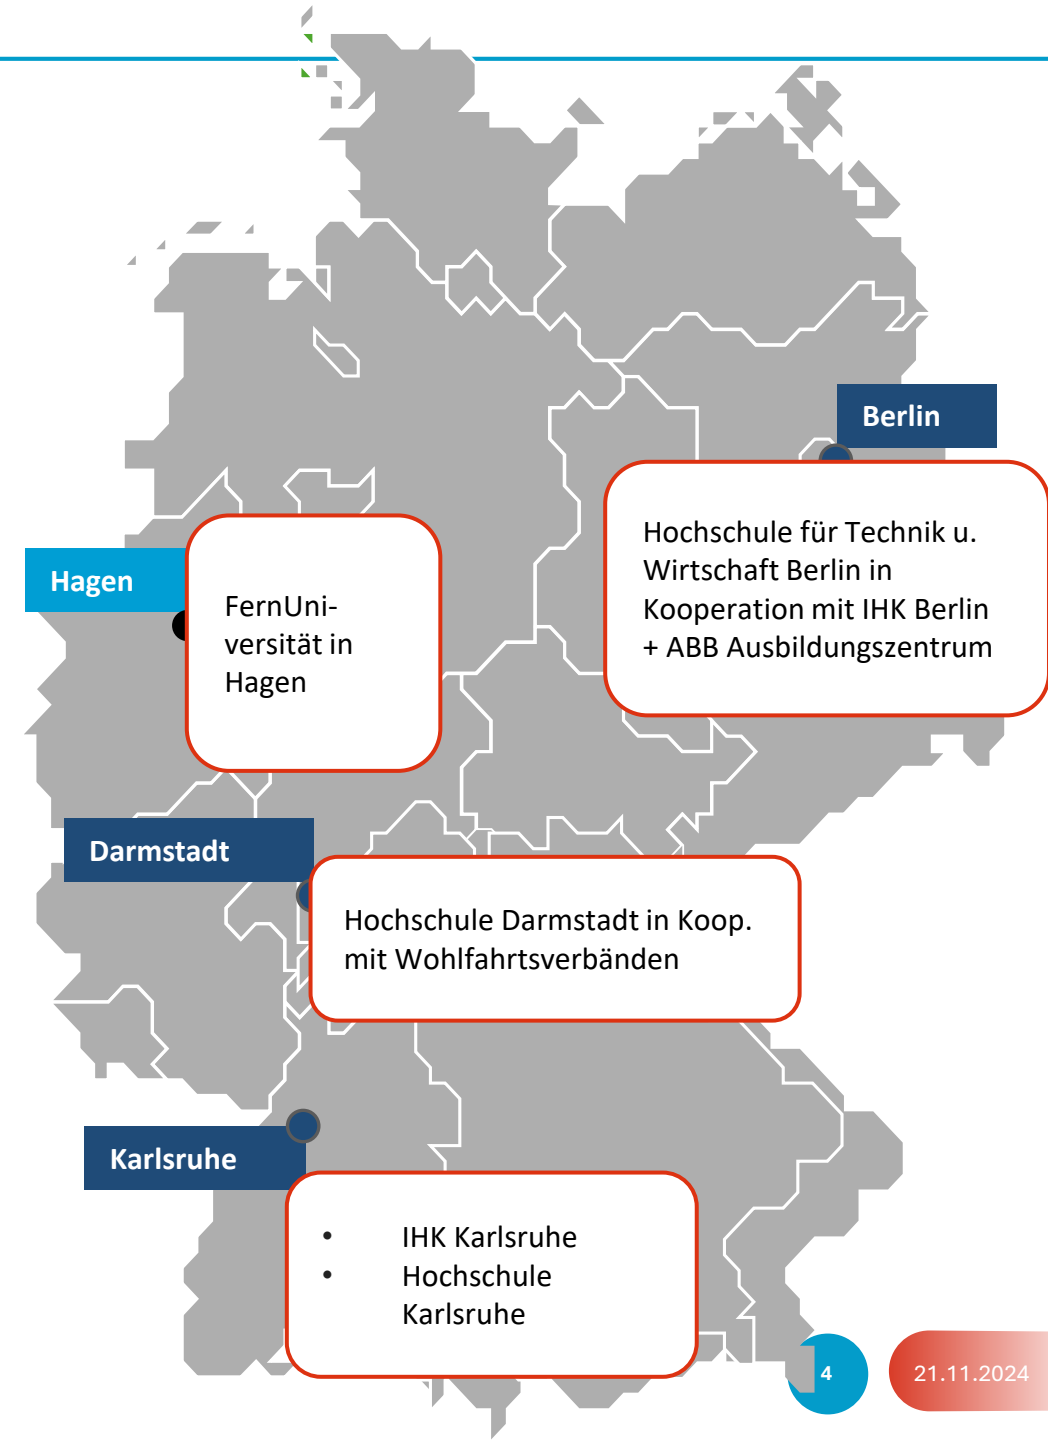 Berlin
Hochschule für Technik u.
Wirtschaft Berlin in
Kooperation mit IHK Berlin
+ ABB Ausbildungszentrum
Hagen
FernUni-
versität in
Hagen
Darmstadt
Hochschule Darmstadt in Koop.
mit Wohlfahrtsverbänden
Karlsruhe
• IHK Karlsruhe
• Hochschule
Karlsruhe
4
21.11.2024